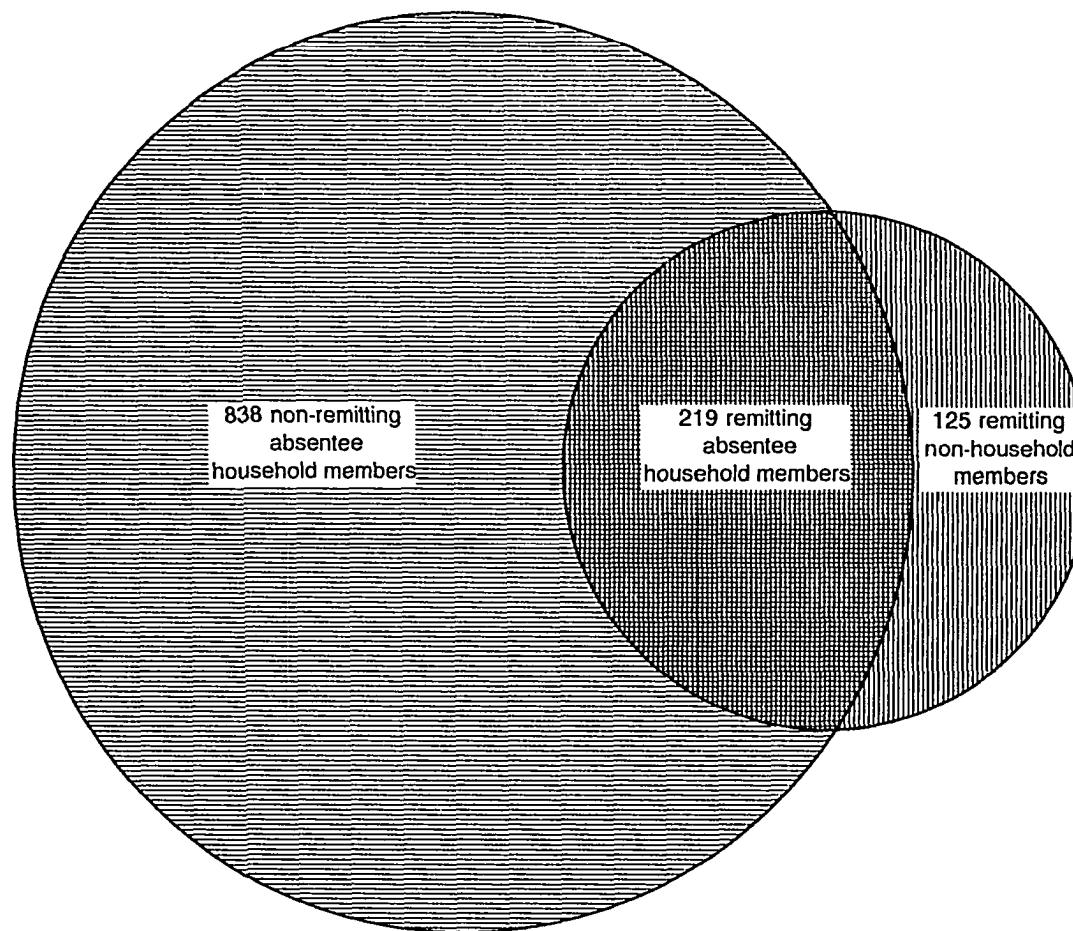 838 non-remitting
absentee
household members
219 remitting
absentee
household members
125 remitting
non-household
members